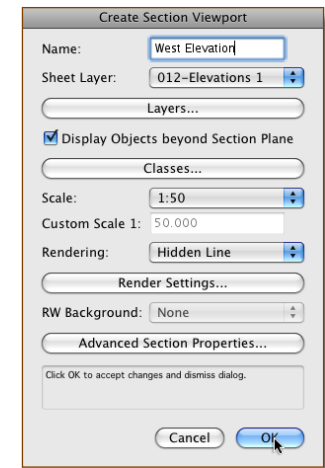 Create Section Viewport
Name: West Elevation
Sheet Layer: 012-Elevations 1
Layers...
Display Objects beyond Section Plane
Classes...
Scale: 1:50
Custom Scale 1: 50.000
Rendering: Hidden Line
Render Settings...
RW Background: None
Advanced Section Properties...
Click OK to accept changes and dismiss dialog.
Cancel OK